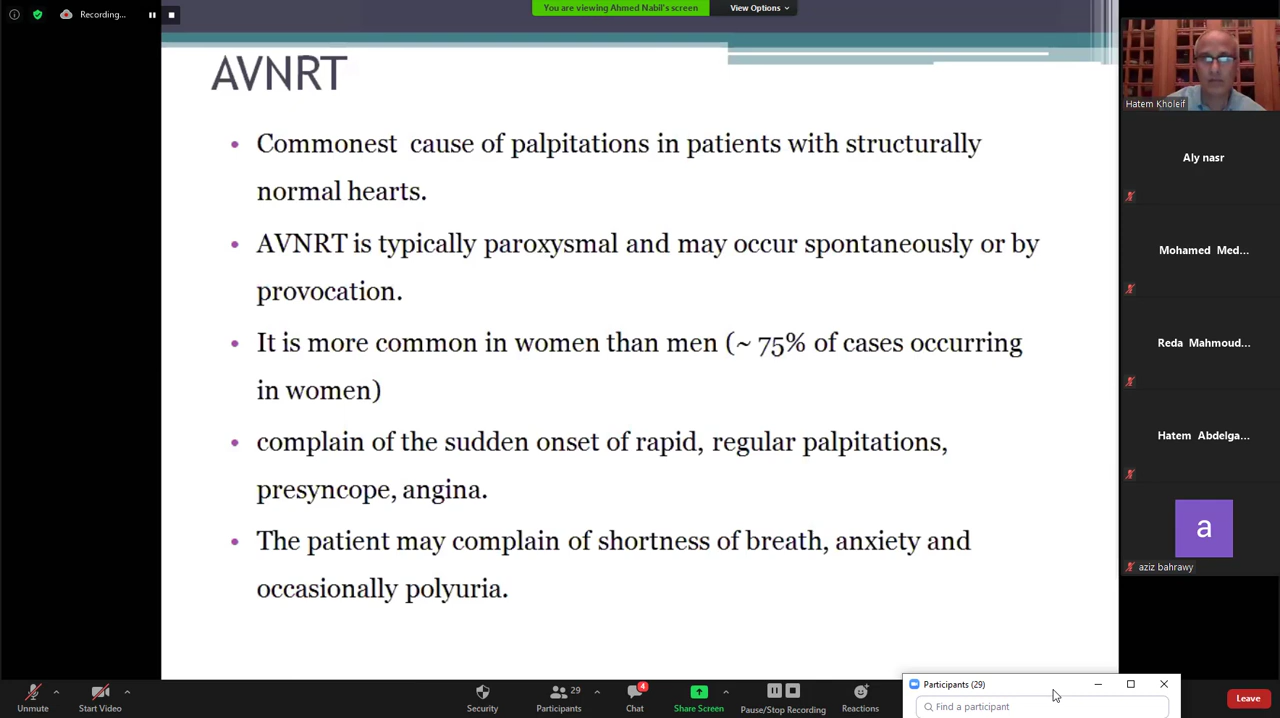 Recording...
You are viewing Ahmed Nabil's screen
View Options
AVNRT
• Commonest cause of palpitations in patients with structurally
normal hearts.
• AVNRT is typically paroxysmal and may occur spontaneously or by
provocation.
• It is more common in women than men (~ 75% of cases occurring
in women)
• complain of the sudden onset of rapid, regular palpitations,
presyncope, angina.
• The patient may complain of shortness of breath, anxiety and
occasionally polyuria.
Hatem Kholeif
Aly nasr
Mohamed Med...
Reda Mahmoud...
Hatem Abdelga...
a
aziz bahrawy
Participants (29)
Find a participant
Unmute
Start Video
Security
29
Participants
4
Chat
Share Screen
Pause/Stop Recording
Reactions
Leave